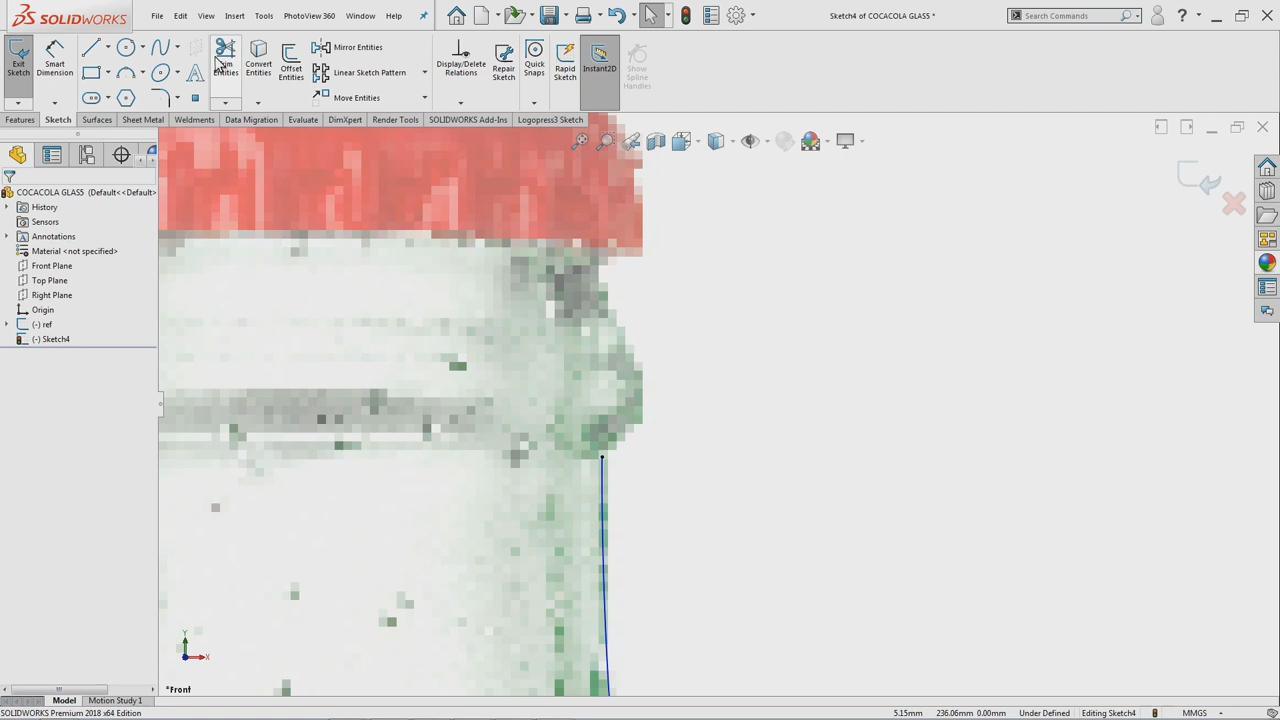 SOLIDWORKS
File Edit View Insert Tools PhotoView 360 Window Help
Sketch4 of COCACOLA GLASS *
Search Commands
Exit Sketch
Smart Dimension
Trim Entities
Convert Entities
Offset Entities
Mirror Entities
Linear Sketch Pattern
Move Entities
Display/Delete Relations
Repair Sketch
Quick Snaps
Rapid Sketch
Instant2D
Show Spline Handles
Features Sketch Surfaces Sheet Metal Weldments Data Migration Evaluate DimXpert Render Tools SOLIDWORKS Add-Ins Logopress3 Sketch
COCACOLA GLASS5 (Default<<Default>
History
Sensors
Annotations
Material <not specified>
Front Plane
Top Plane
Right Plane
Origin
(-) ref
(-) Sketch4
Y
X
*Front
Model Motion Study 1
SOLIDWORKS Premium 2018 x64 Edition
5.15mm 236.06mm 0.00mm Under Defined Editing Sketch4 MMGS